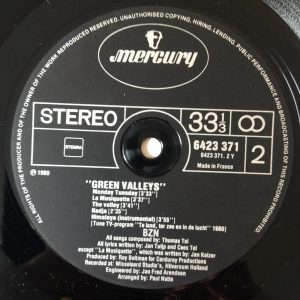 mercury
STEREO
33 1/3
∞
6423 371
6423 371. 2 Y
Made in France
2
STEMRA
℗ 1980
"GREEN VALLEYS"
Monday Tuesday [3'53"]
La Musiquette [3'37"]
The valley [3'41"]
Nadja [2'35"]
Himalaya (Instrumental) [3'55"]
[Tune TV-program "Te land, ter zee en in de lucht" 1980]
BZN
All songs composed by: Thomas Tol
All lyrics written by: Jan Tuijp and Cees Tol
except "La Musiquette", which was written by: Jan Keizer
Produced by: Roy Beltman for Corduroy Productions
Recorded at: Wisseloord Studio's, Hilversum Holland
Engineered by: Jan Fred Arendsen
Arranged by: Paul Natte
ALL RIGHTS OF THE PRODUCER AND OF THE OWNER OF THE WORK REPRODUCED RESERVED. UNAUTHORISED COPYING, HIRING, LENDING, PUBLIC PERFORMANCE AND BROADCASTING OF THIS RECORD PROHIBITED